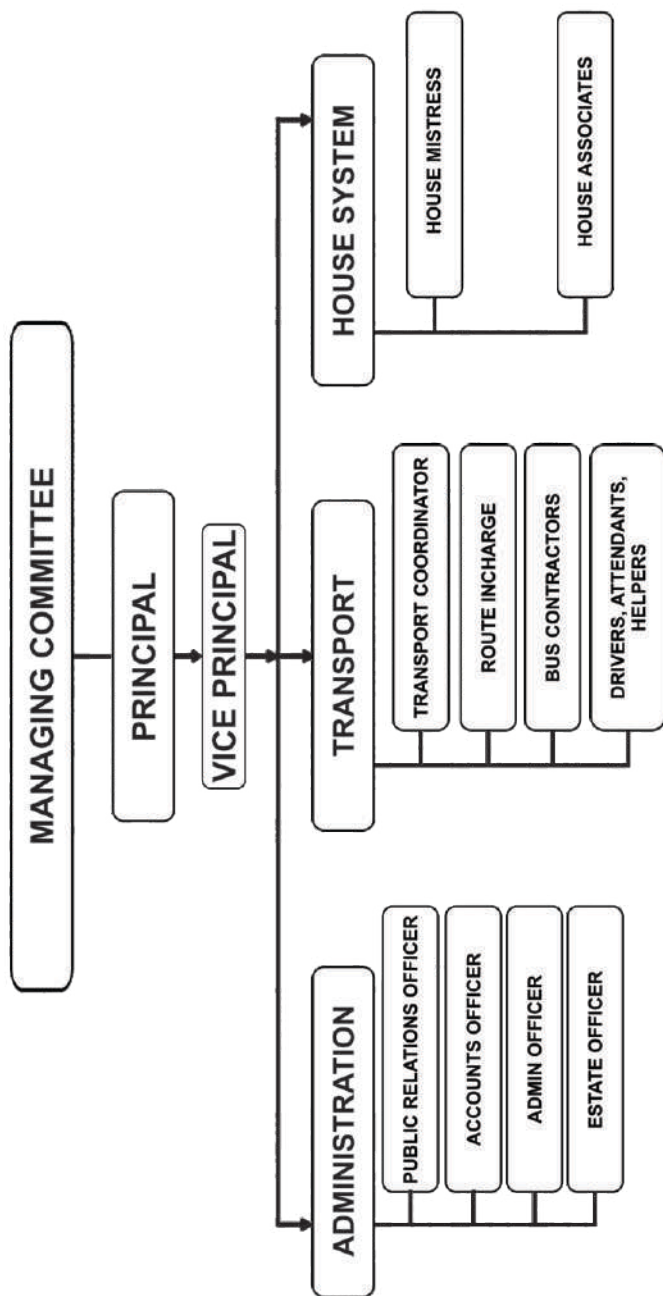 MANAGING COMMITTEE
PRINCIPAL
VICE PRINCIPAL
ADMINISTRATION
PUBLIC RELATIONS OFFICER
ACCOUNTS OFFICER
ADMIN OFFICER
ESTATE OFFICER
TRANSPORT
TRANSPORT COORDINATOR
ROUTE INCHARGE
BUS CONTRACTORS
DRIVERS, ATTENDANTS,
HELPERS
HOUSE SYSTEM
HOUSE MISTRESS
HOUSE ASSOCIATES